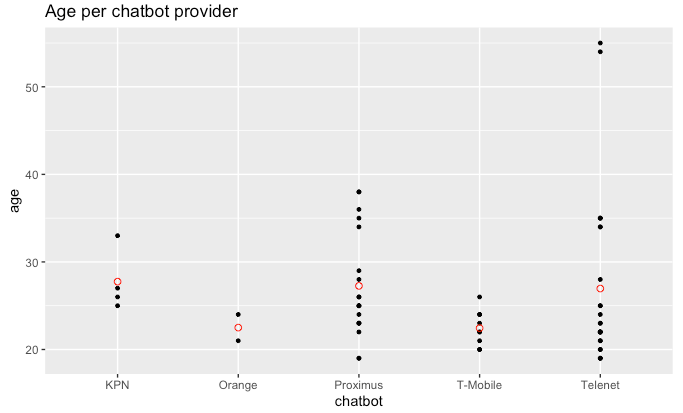 Age per chatbot provider
age
50
40
30
20
KPN Orange Proximus T-Mobile Telenet
chatbot